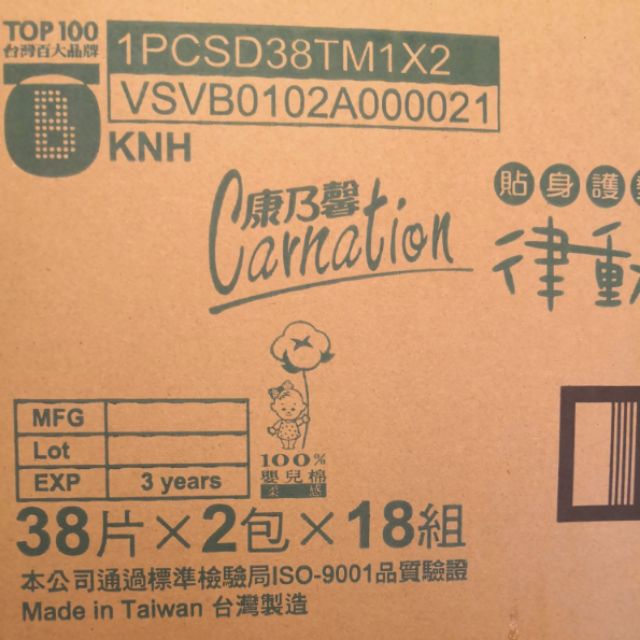 TOP 100
台灣百大品牌
1PCSD38TM1X2
VSVB0102A000021
KNH
康乃馨
Carnation
貼身護
律動
MFG
Lot
EXP 3 years
100%
嬰兒棉
柔感
38片×2包×18組
本公司通過標準檢驗局ISO-9001品質驗證
Made in Taiwan 台灣製造